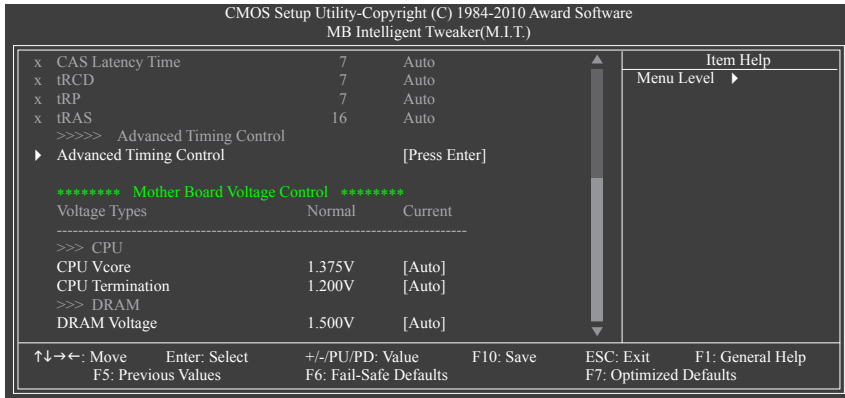 CMOS Setup Utility-Copyright (C) 1984-2010 Award Software
MB Intelligent Tweaker(M.I.T.)
x CAS Latency Time 7 Auto
x tRCD 7 Auto
x tRP 7 Auto
x tRAS 16 Auto
>>>>> Advanced Timing Control
Advanced Timing Control [Press Enter]
******** Mother Board Voltage Control ********
Voltage Types Normal Current
-----------------------------------------------------------------------------
>>> CPU
CPU Vcore 1.375V [Auto]
CPU Termination 1.200V [Auto]
>>> DRAM
DRAM Voltage 1.500V [Auto]
Item Help
Menu Level
↑↓→←: Move Enter: Select +/-/PU/PD: Value F10: Save ESC: Exit F1: General Help
F5: Previous Values F6: Fail-Safe Defaults F7: Optimized Defaults